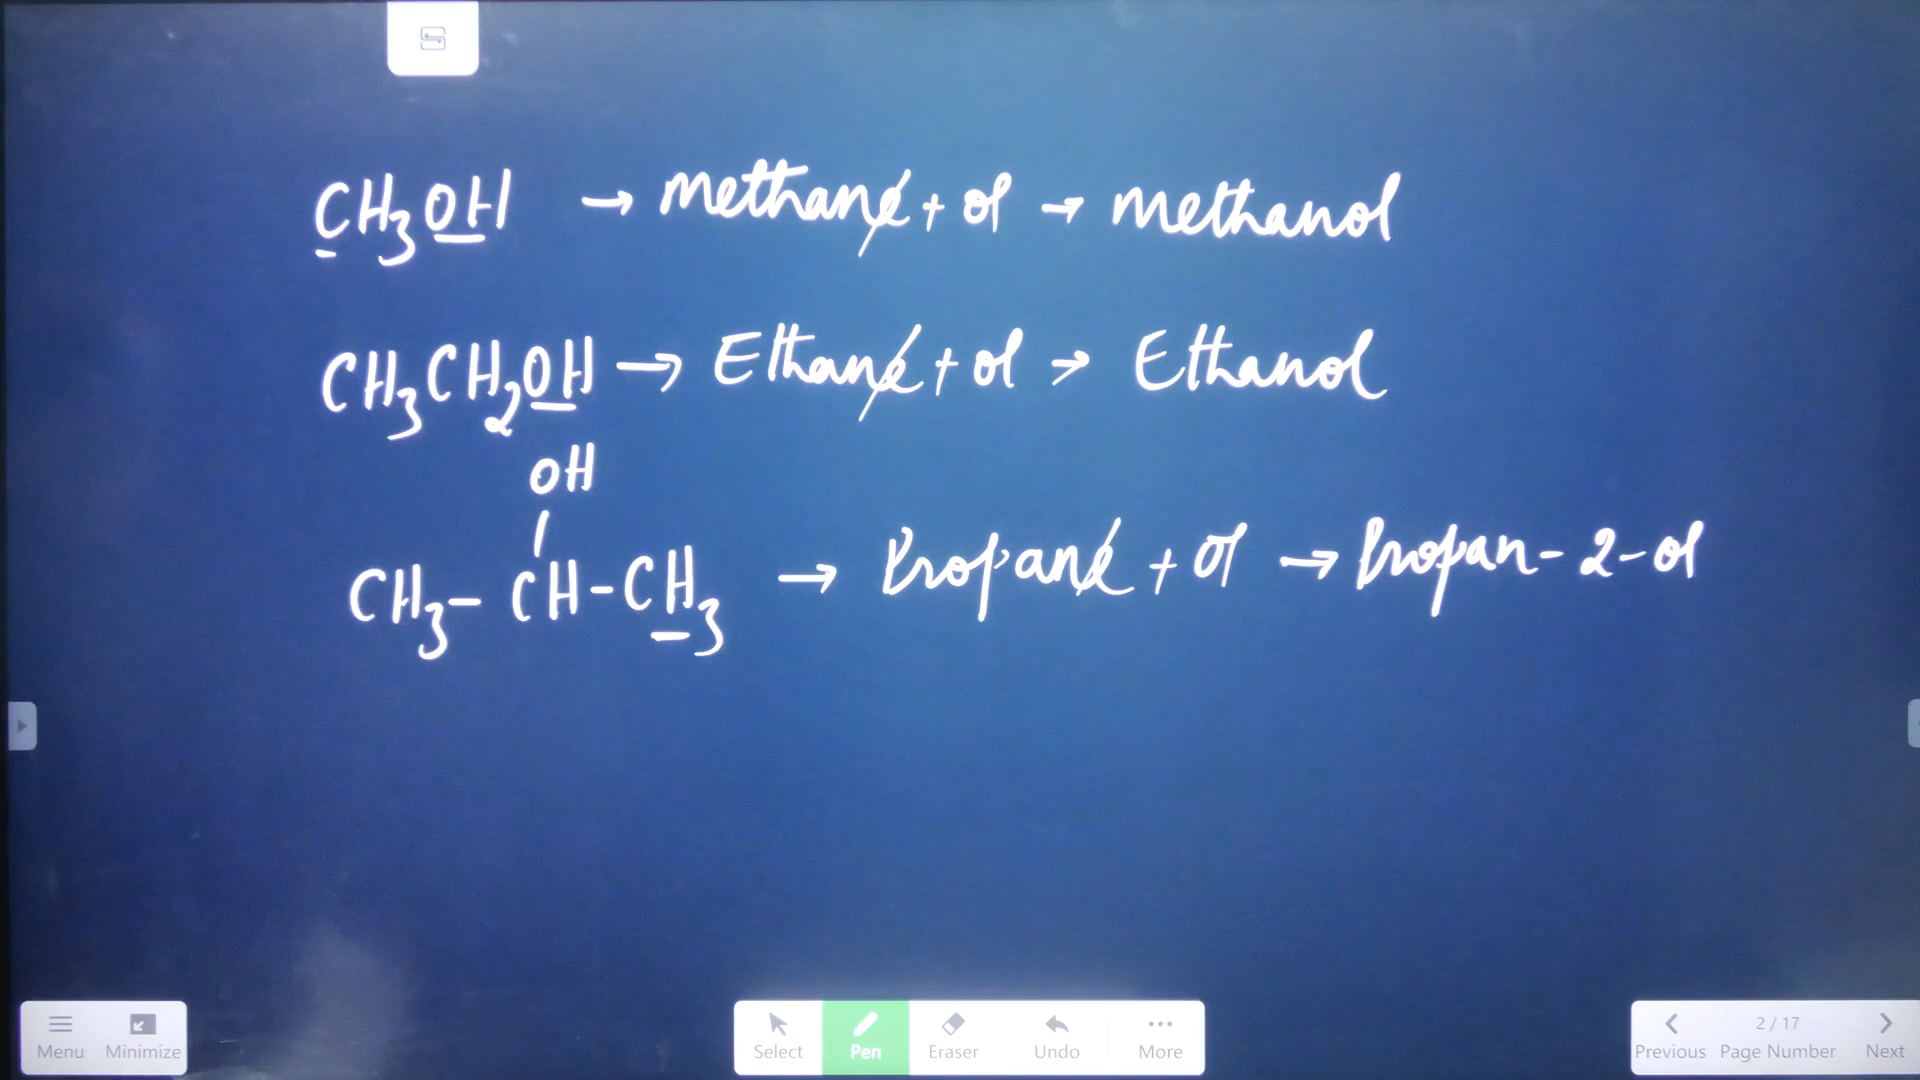 CH3OH → methane + ol → methanol
CH3CH2OH → Ethane + ol → Ethanol
OH
CH3 - CH - CH3 → Propane + ol → Propan - 2 - ol
Menu Minimize Select Pen Eraser Undo More Previous 2 / 17 Page Number Next